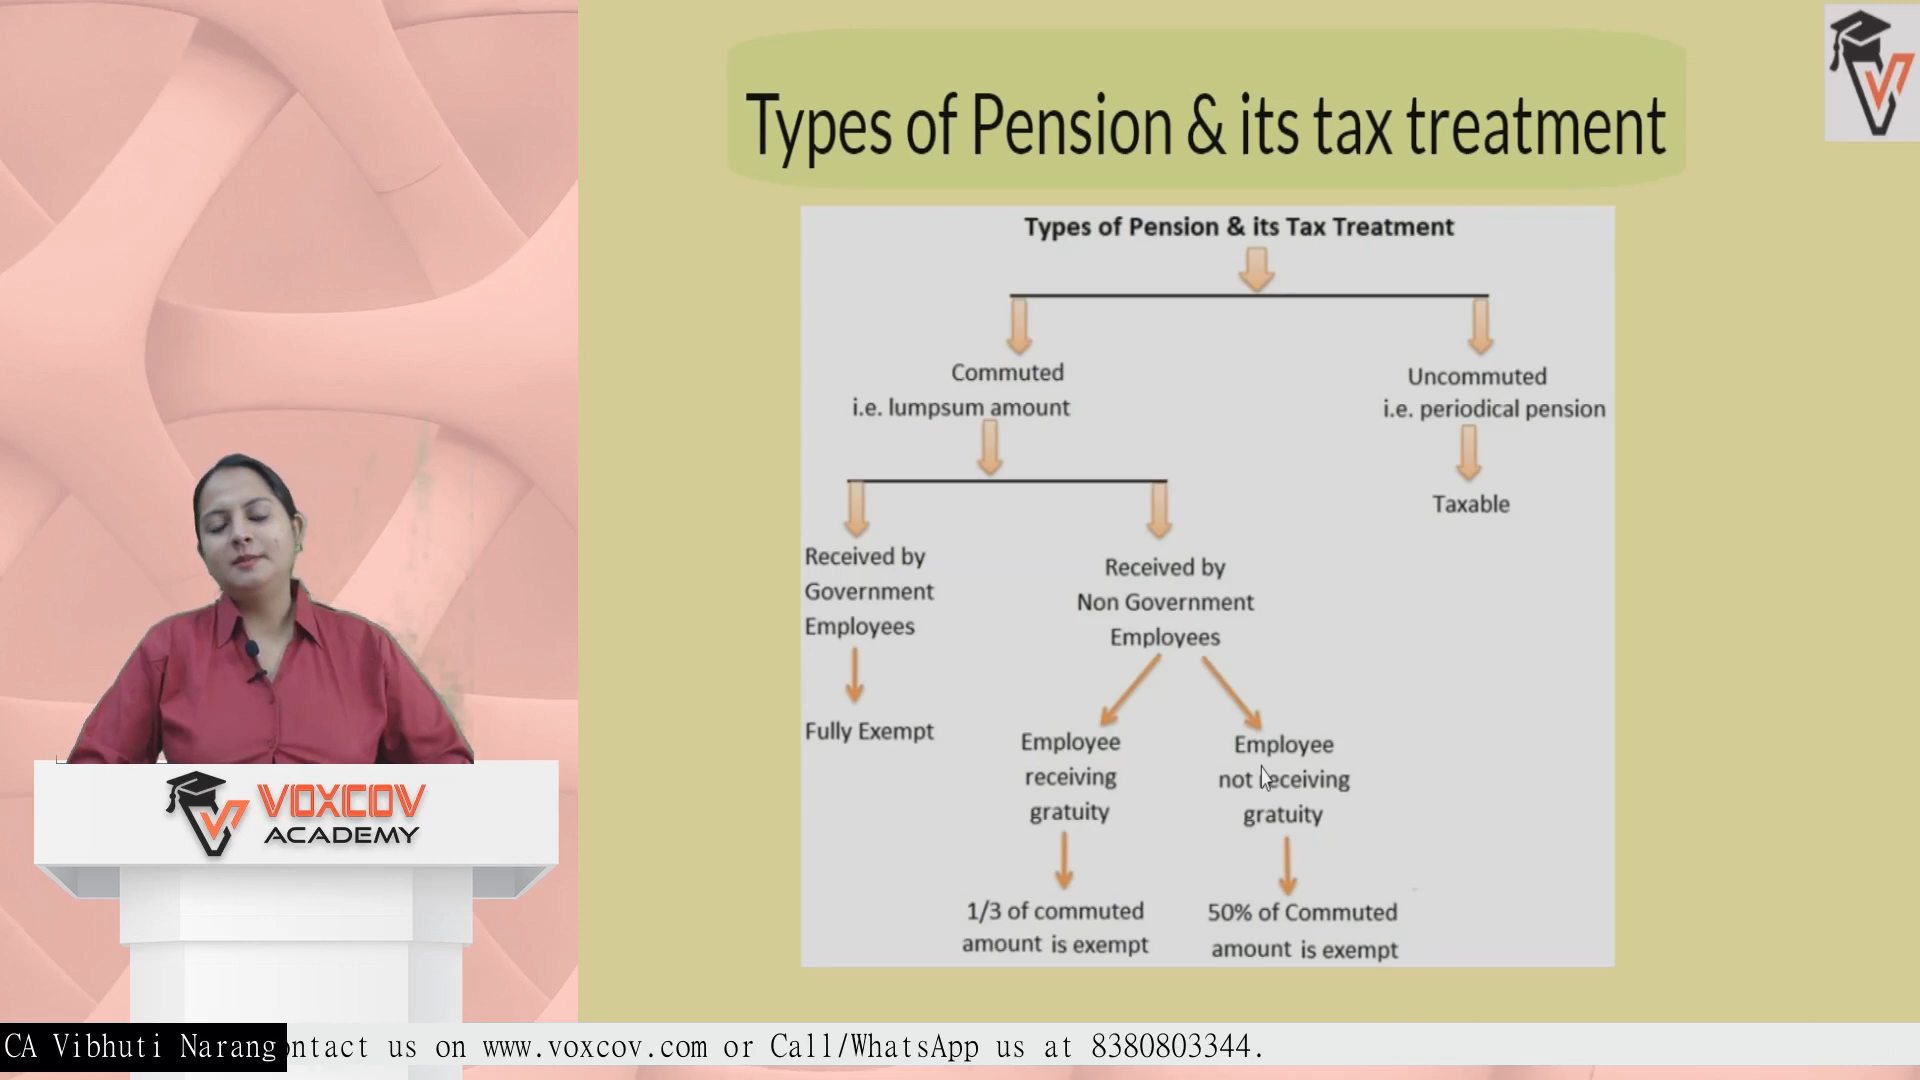 Types of Pension & its tax treatment
Types of Pension & its Tax Treatment
Commuted
i.e. lumpsum amount
Uncommuted
i.e. periodical pension
Taxable
Received by
Government
Employees
Fully Exempt
Received by
Non Government
Employees
Employee
receiving
gratuity
1/3 of commuted
amount is exempt
Employee
not receiving
gratuity
50% of Commuted
amount is exempt
VOXCOV
ACADEMY
CA Vibhuti Narang
ntact us on www.voxcov.com or Call/WhatsApp us at 8380803344.